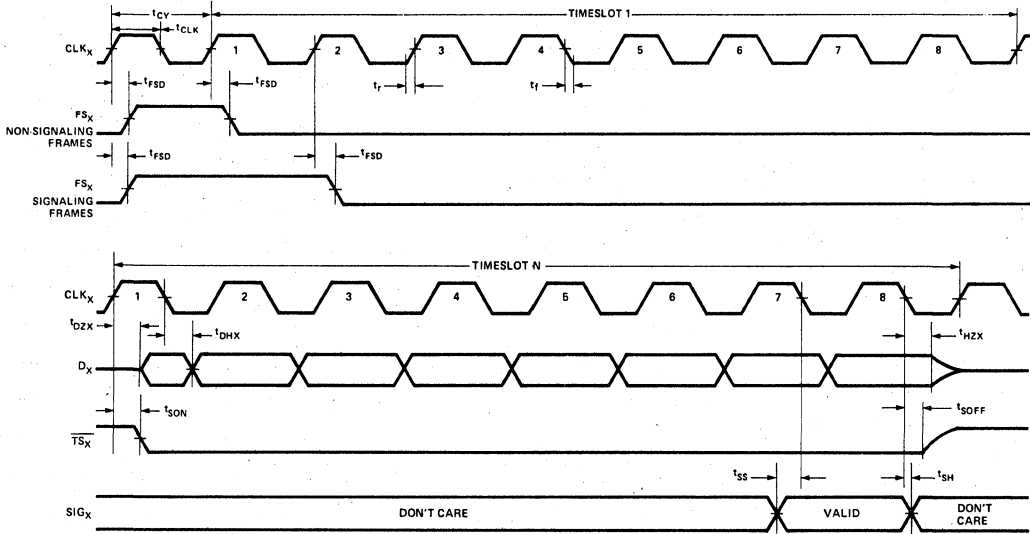 tCY
TIMESLOT 1
tCLK
CLKX
1 2 3 4 5 6 7 8
tFSD tFSD tr tf
FSX
NON-SIGNALING
FRAMES
tFSD tFSD
FSX
SIGNALING
FRAMES
TIMESLOT N
CLKX
1 2 3 4 5 6 7 8
tDZX tDHX tHZX
DX
tSON tSOFF
TSX
tSS tSH
SIGX
DON'T CARE VALID DON'T
CARE